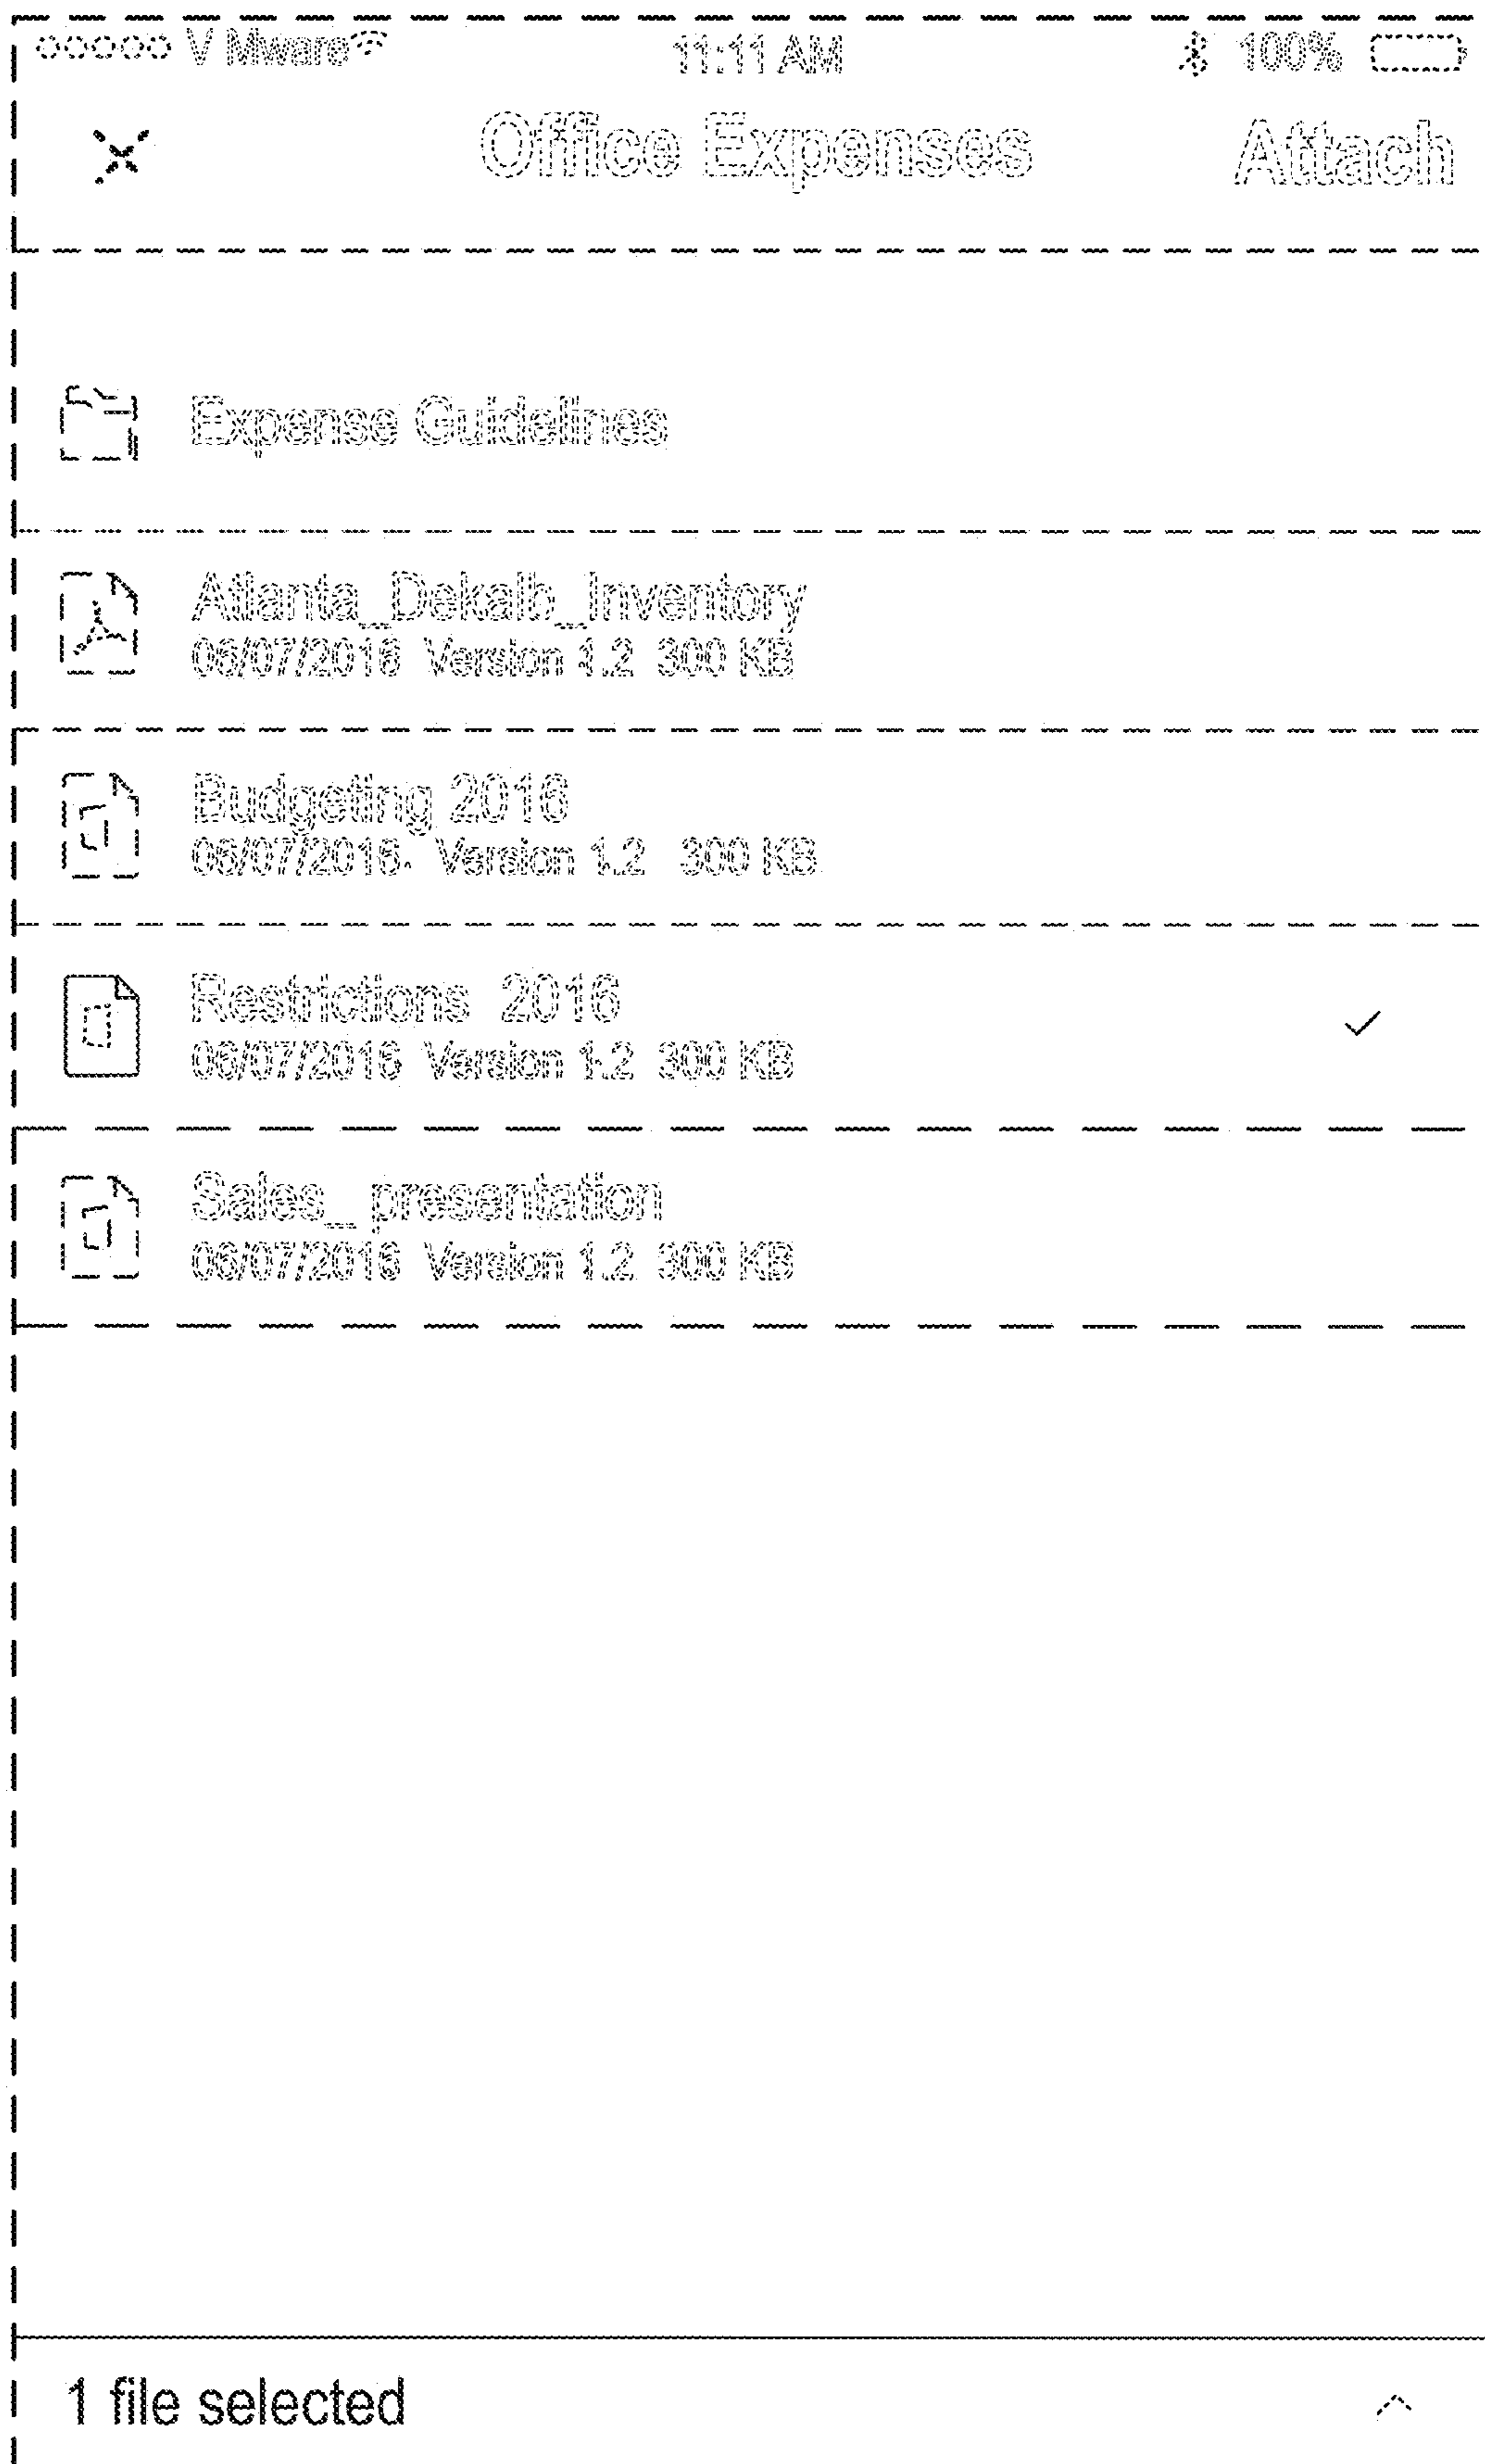 V Mware 11:11 AM 100%
Office Expenses Attach
Expense Guidelines
Atlanta_Dekalb_Inventory
06/07/2016 Version 1.2 300 KB
Budgeting 2016
06/07/2016. Version 1.2 300 KB
Restrictions 2016
06/07/2016 Version 1.2 300 KB
Sales_ presentation
06/07/2016 Version 1.2 300 KB
1 file selected